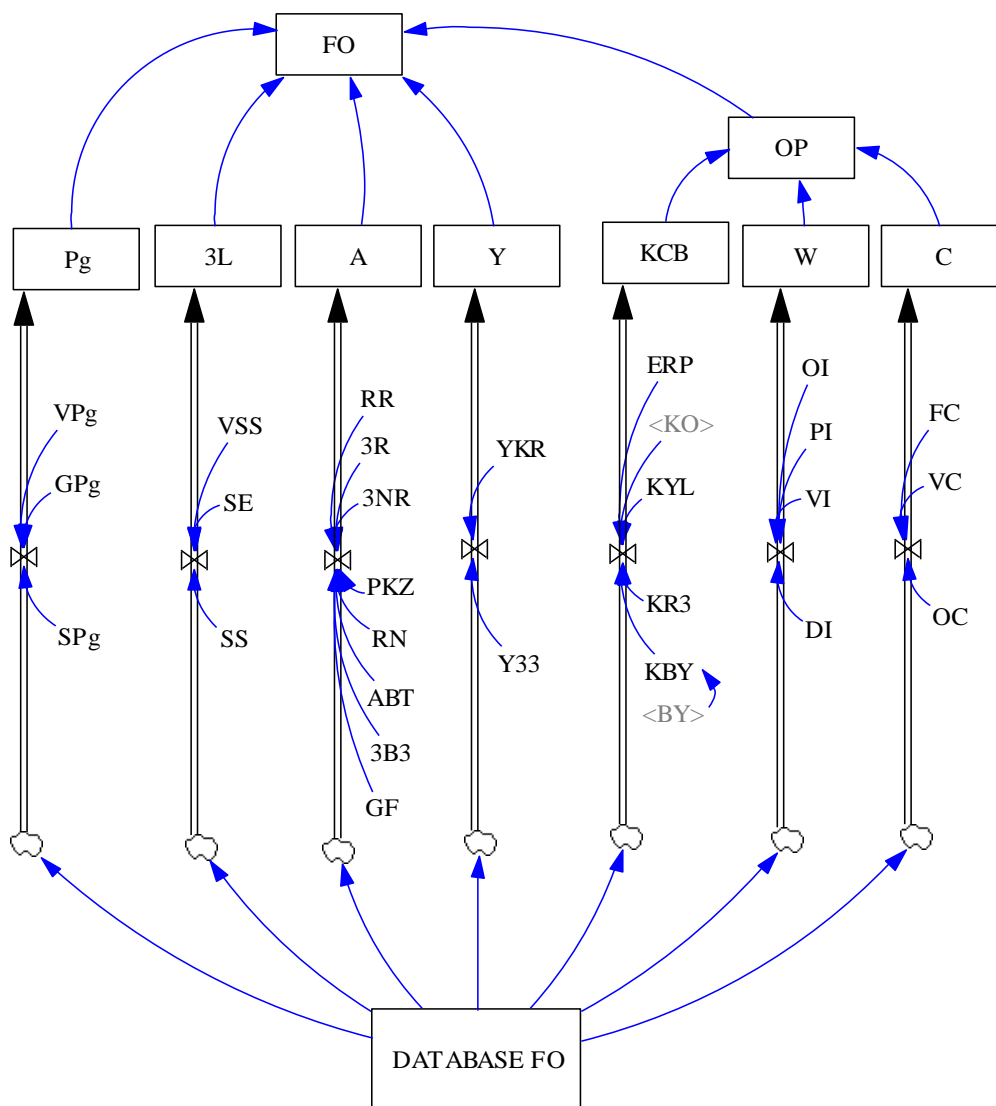 FO
OP
Pg
3L
A
Y
KCB
W
C
VPg
GPg
SPg
VSS
SE
SS
RR
3R
3NR
PKZ
RN
ABT
3B3
GF
YKR
Y33
ERP
<KO>
KYL
KR3
KBY
<BY>
OI
PI
VI
DI
FC
VC
OC
DATABASE FO